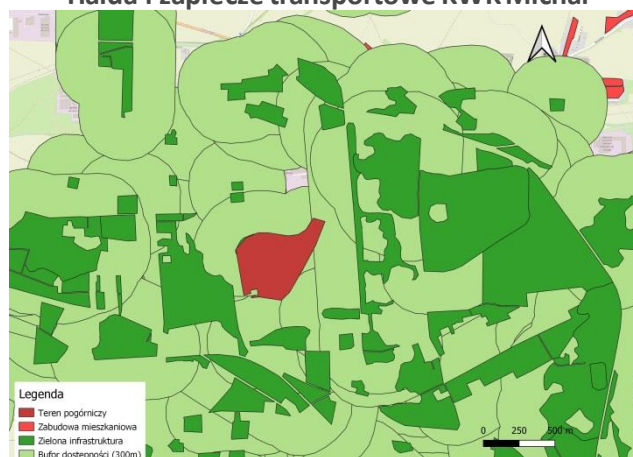 Hałda i zaplecze transportowe KWK Michał
Legenda
Teren pogórniczy
Zabudowa mieszkaniowa
Zielona infrastruktura
Bufor dostępności (300m)
0 250 500 m